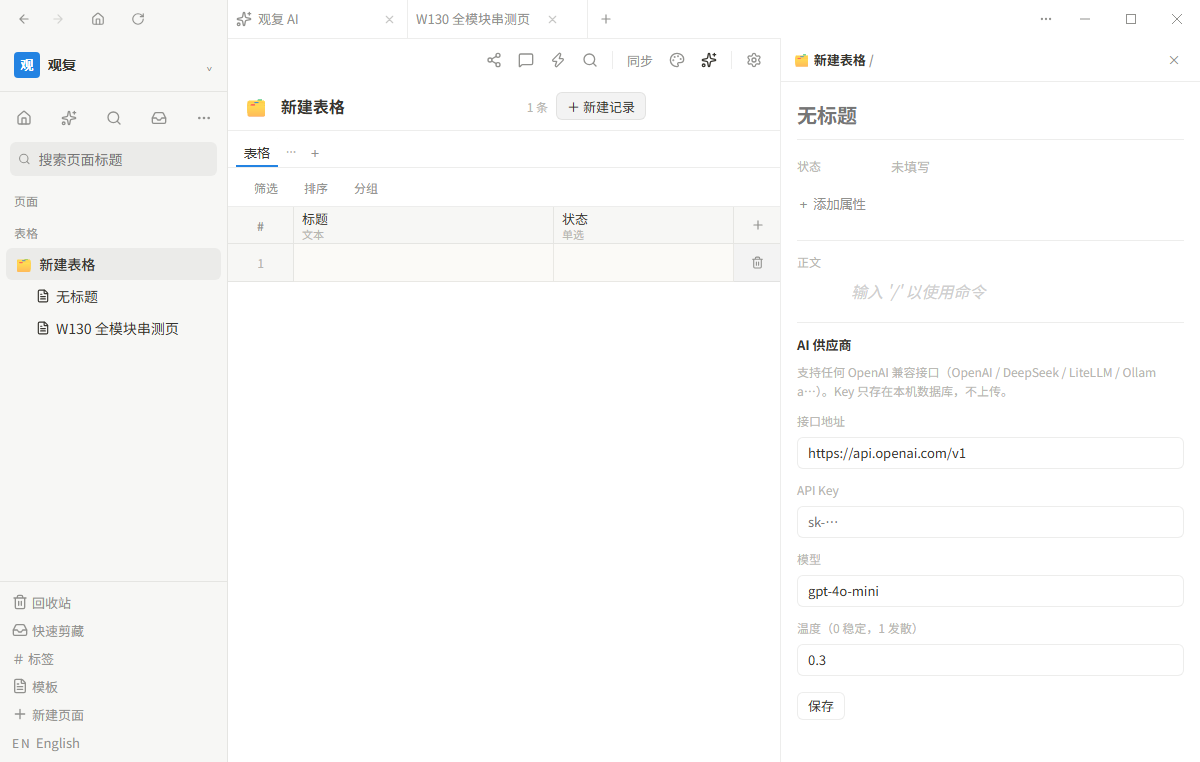 观复 AI
W130 全模块串测页
观 观复
搜索页面标题
页面
表格
新建表格
无标题
W130 全模块串测页
回收站
快速剪藏
# 标签
模板
新建页面
EN English
同步
新建表格
1 条
+ 新建记录
表格 ... +
筛选 排序 分组
# 标题 状态 +
文本 单选
1
新建表格 /
无标题
状态 未填写
+ 添加属性
正文
输入 '/' 以使用命令
AI 供应商
支持任何 OpenAI 兼容接口（OpenAI / DeepSeek / LiteLLM / Ollam
a…）。Key 只存在本机数据库，不上传。
接口地址
https://api.openai.com/v1
API Key
sk-…
模型
gpt-4o-mini
温度（0 稳定，1 发散）
0.3
保存